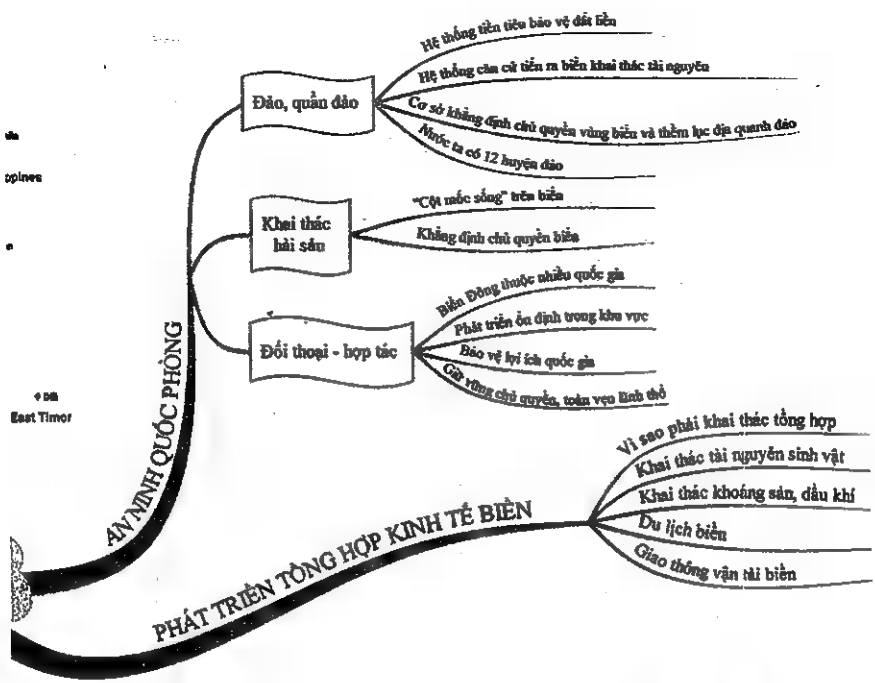 Hệ thống tiền tiêu bảo vệ đất liền
Hệ thống căn cứ tiến ra biển khai thác tài nguyên
Đảo, quần đảo
Cơ sở khẳng định chủ quyền vùng biển và thềm lục địa quanh đảo
Nước ta có 12 huyện đảo
"Cột mốc sống" trên biển
Khai thác
hải sản
Khẳng định chủ quyền biển
Biển Đông thuộc nhiều quốc gia
Phát triển ổn định trong khu vực
Đối thoại - hợp tác
Bảo vệ lợi ích quốc gia
Giữ vững chủ quyền, toàn vẹn lãnh thổ
AN NINH QUỐC PHÒNG
East Timor
Vì sao phải khai thác tổng hợp
Khai thác tài nguyên sinh vật
Khai thác khoáng sản, dầu khí
Du lịch biển
Giao thông vận tải biển
PHÁT TRIỂN TỔNG HỢP KINH TẾ BIỂN